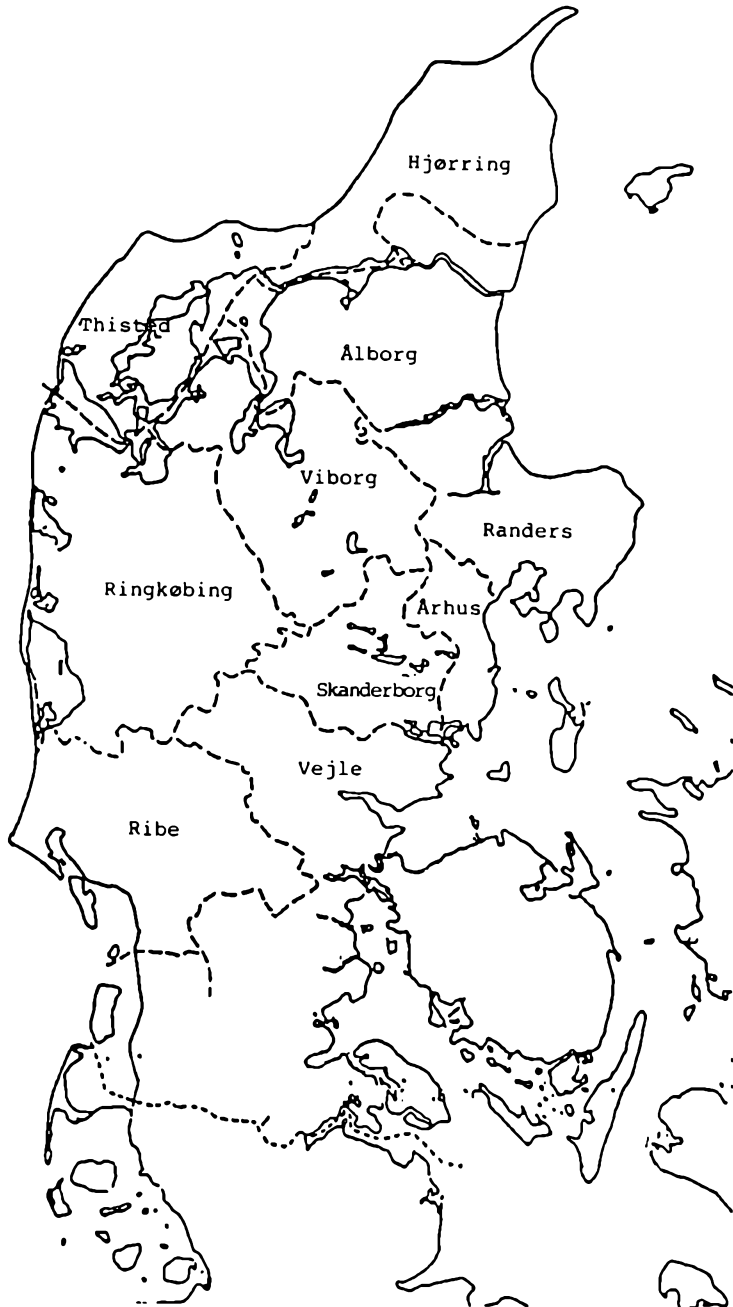 Hjørring
Thisted
Ålborg
Viborg
Randers
Ringkøbing
Århus
Skanderborg
Vejle
Ribe